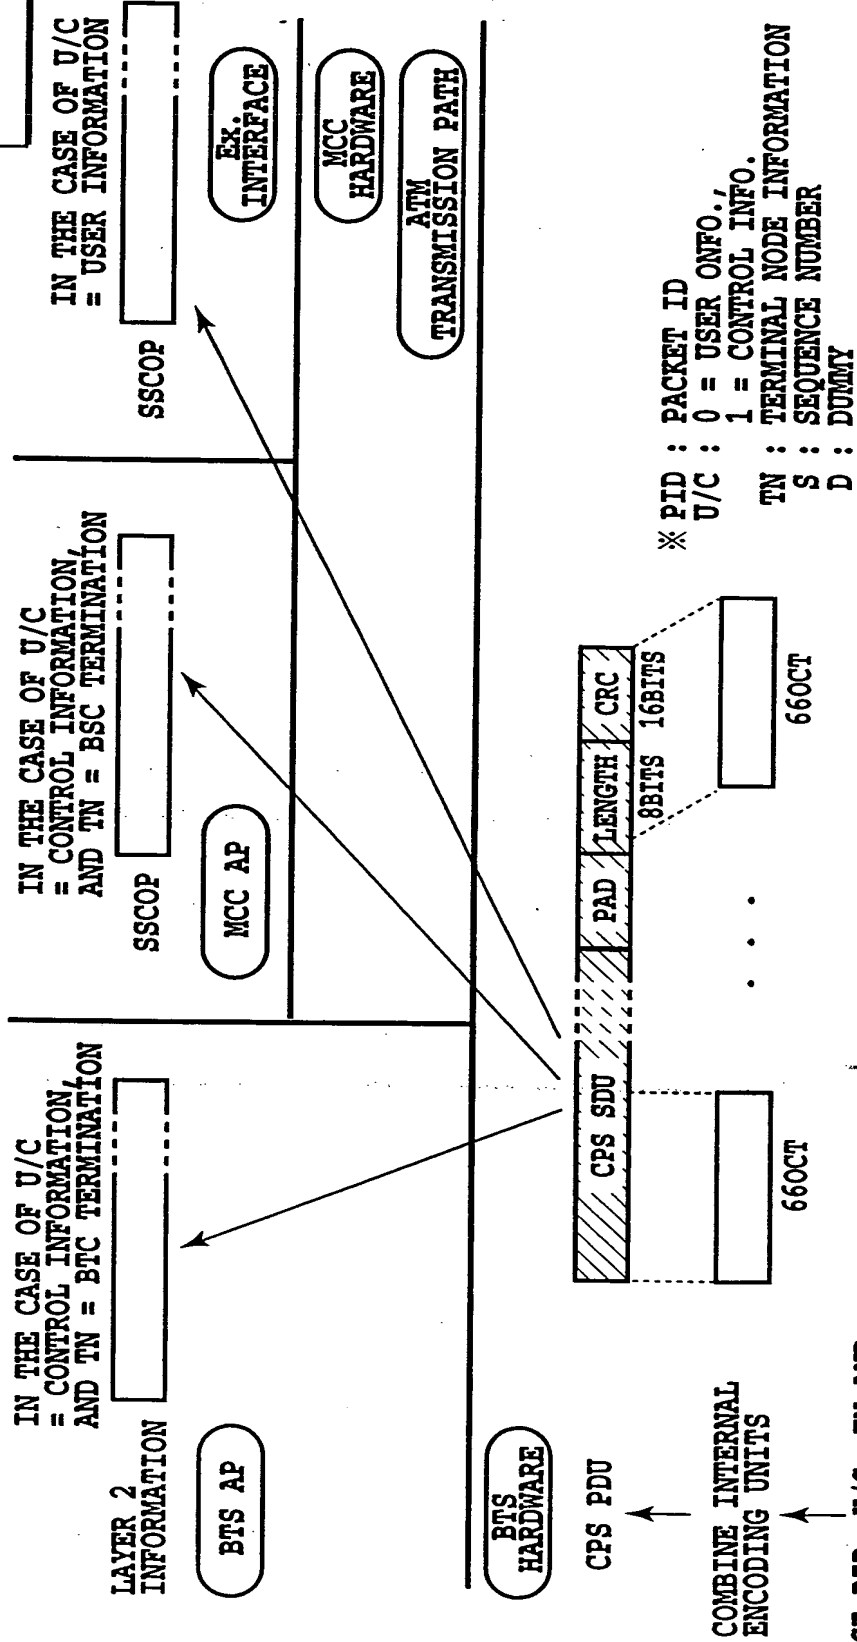 IN THE CASE OF U/C
= CONTROL INFORMATION,
AND TN = BTC TERMINATION
LAYER 2
INFORMATION
BTS AP
IN THE CASE OF U/C
= CONTROL INFORMATION,
AND TN = BSC TERMINATION
SSCOP
MCC AP
IN THE CASE OF U/C
= USER INFORMATION
SSCOP
Ex.
INTERFACE
MCC
HARDWARE
ATM
TRANSMISSION PATH
BTS
HARDWARE
CPS PDU
CPS SDU
PAD
LENGTH
CRC
8BITS
16BITS
COMBINE INTERNAL
ENCODING UNITS
66OCT
66OCT
※ PID : PACKET ID
U/C : 0 = USER ONFO.,
1 = CONTROL INFO.
TN : TERMINAL NODE INFORMATION
S : SEQUENCE NUMBER
D : DUMMY